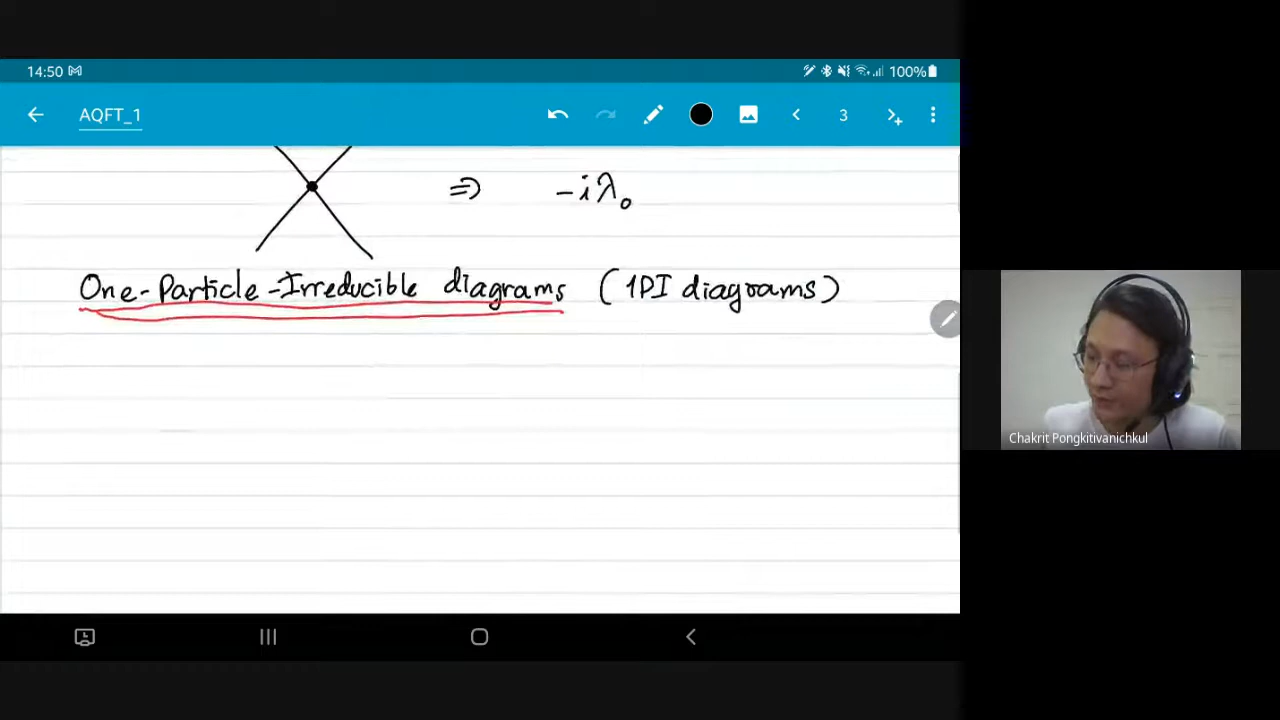 14:50 100%
AQFT_1 3
⇒ -iλ₀
One-Particle-Irreducible diagrams (1PI diagrams)
Chakrit Pongkitivanichkul